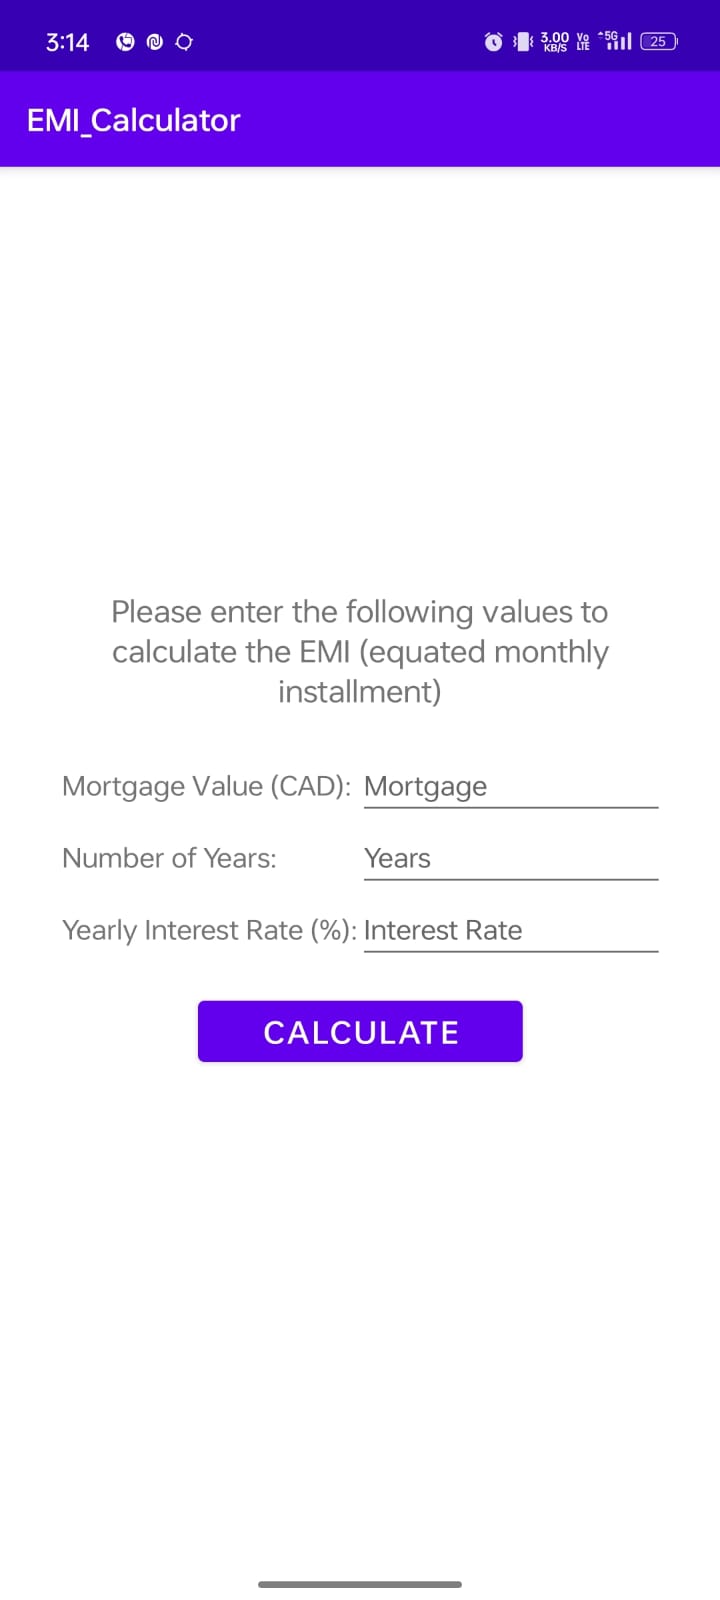 3:14 3.00 KB/S Vo LTE 5G 25
EMI_Calculator
Please enter the following values to
calculate the EMI (equated monthly
installment)
Mortgage Value (CAD): Mortgage
Number of Years: Years
Yearly Interest Rate (%): Interest Rate
CALCULATE